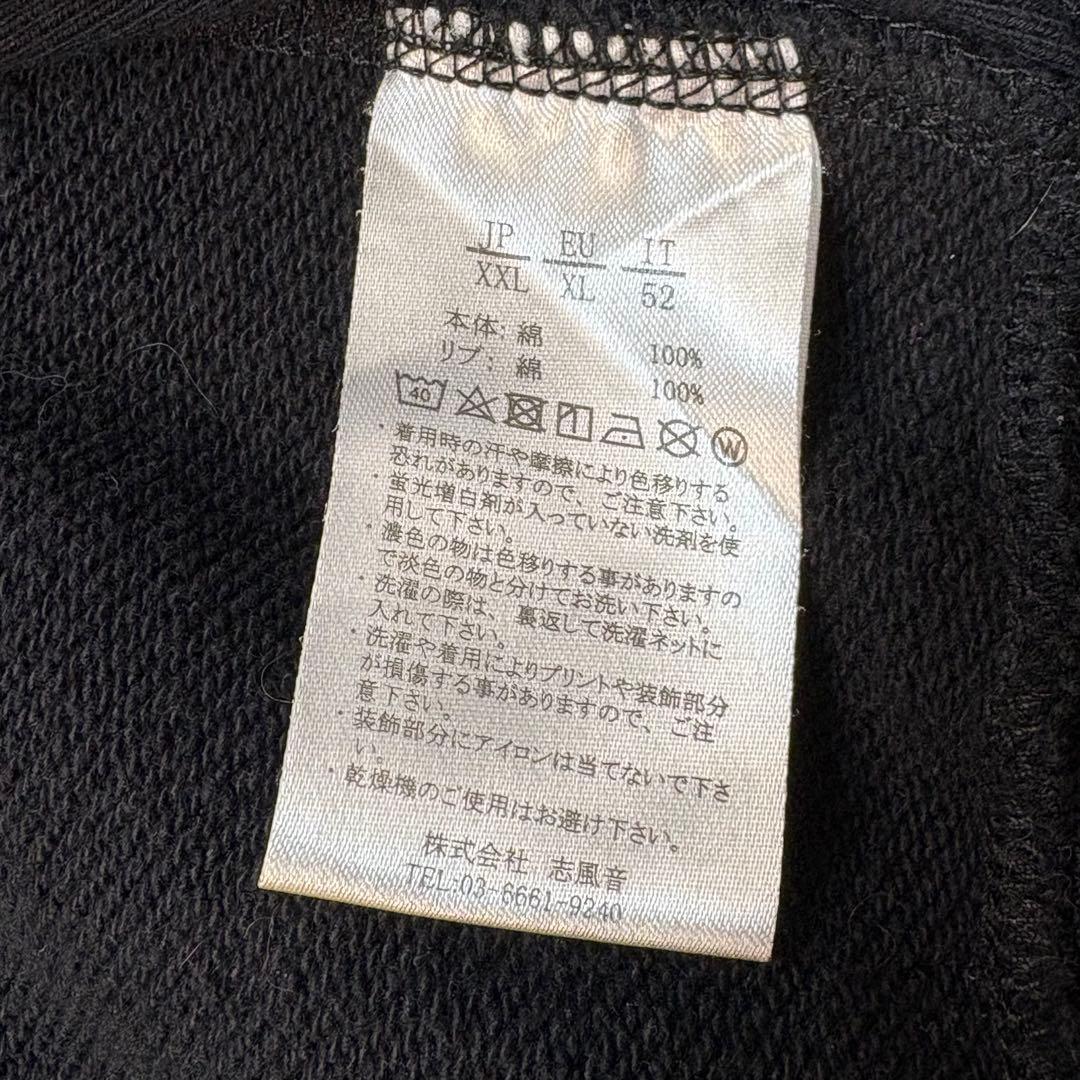 JP EU IT
XXL XL 52
本体: 綿 100%
リブ: 綿 100%
40 W
・着用時の汗や摩擦により色移りする
恐れがありますので、ご注意下さい。
・蛍光増白剤が入っていない洗剤を使
用して下さい。
・濃色の物は色移りする事がありますの
で淡色の物と分けてお洗い下さい。
・洗濯の際は、裏返して洗濯ネットに
入れて下さい。
・洗濯や着用によりプリントや装飾部分
が損傷する事がありますので、ご注
意下さい。
・装飾部分にアイロンは当てないで下さ
い。
・乾燥機のご使用はお避け下さい。
株式会社 志風音
TEL:03-6661-9240